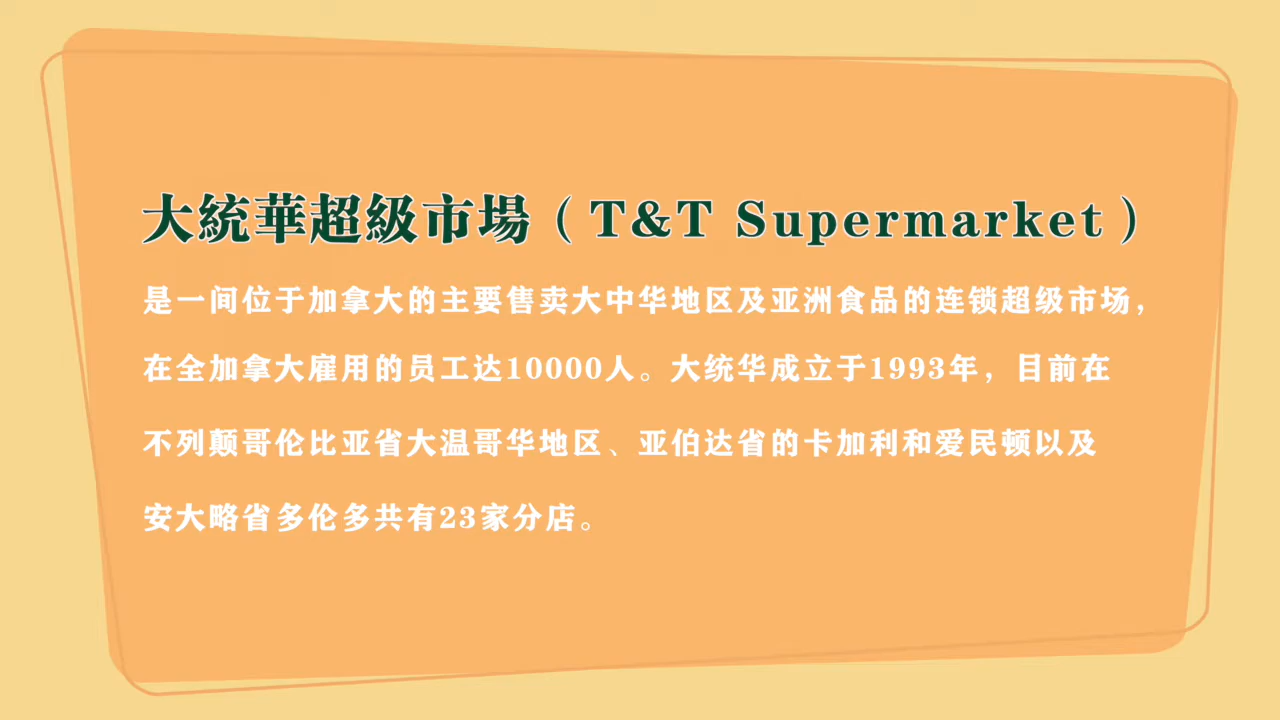 大統華超級市場（T&T Supermarket）
是一间位于加拿大的主要售卖大中华地区及亚洲食品的连锁超级市场，
在全加拿大雇用的员工达10000人。大统华成立于1993年，目前在
不列颠哥伦比亚省大温哥华地区、亚伯达省的卡加利和爱民顿以及
安大略省多伦多共有23家分店。